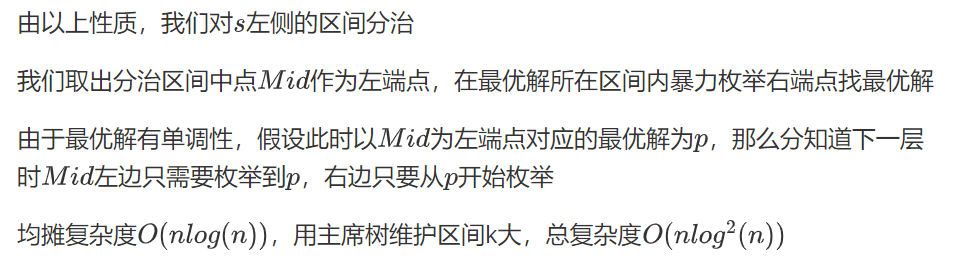 由以上性质，我们对s左侧的区间分治
我们取出分治区间中点Mid作为左端点，在最优解所在区间内暴力枚举右端点找最优解
由于最优解有单调性，假设此时以Mid为左端点对应的最优解为p，那么分知道下一层
时Mid左边只需要枚举到p，右边只要从p开始枚举
均摊复杂度O(nlog(n))，用主席树维护区间k大，总复杂度O(nlog²(n))